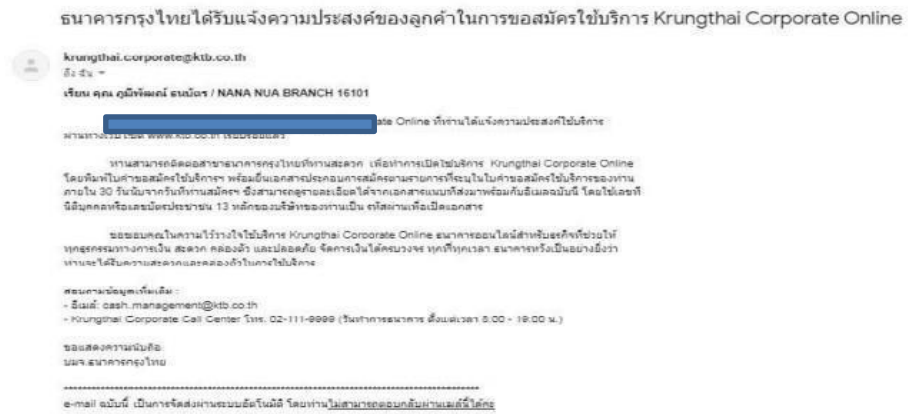 ธนาคารกรุงไทยได้รับแจ้งความประสงค์ของลูกค้าในการขอสมัครใช้บริการ Krungthai Corporate Online
krungthai.corporate@ktb.co.th
ถึง ฉัน
เรียน คุณ ภูมิพัฒณ์ ธนบัตร / NANA NUA BRANCH 16101
ate Online ที่ท่านได้แจ้งความประสงค์ใช้บริการ
ผ่านทางเว็บไซต์ www.ktb.co.th เรียบร้อยแล้ว
ท่านสามารถติดต่อสาขาธนาคารกรุงไทยที่ท่านสะดวก เพื่อทำการเปิดใช้บริการ Krungthai Corporate Online
โดยพิมพ์ใบคำขอสมัครใช้บริการฯ พร้อมยื่นเอกสารประกอบการสมัครตามรายการที่ระบุในใบคำขอสมัครใช้บริการของท่าน
ภายใน 30 วันนับจากวันที่ท่านสมัครฯ ซึ่งสามารถดูรายละเอียดได้จากเอกสารแนบที่ส่งมาพร้อมกับอีเมลฉบับนี้ โดยใช้เลขที่
นิติบุคคลหรือเลขบัตรประชาชน 13 หลักของบริษัทของท่านเป็น รหัสผ่านเพื่อเปิดเอกสาร
ขอขอบคุณในความไว้วางใจใช้บริการ Krungthai Corporate Online ธนาคารออนไลน์สำหรับธุรกิจที่ช่วยให้
ทุกธุรกรรมทางการเงิน สะดวก คล่องตัว และปลอดภัย จัดการเงินได้ครบวงจร ทุกที่ทุกเวลา ธนาคารหวังเป็นอย่างยิ่งว่า
ท่านจะได้รับความสะดวกและคล่องตัวในการใช้บริการ
สอบถามข้อมูลเพิ่มเติม :
- อีเมล์: cash.management@ktb.co.th
- Krungthai Corporate Call Center โทร. 02-111-9999 (วันทำการธนาคาร ตั้งแต่เวลา 8:00 - 19:00 น.)
ขอแสดงความนับถือ
บมจ.ธนาคารกรุงไทย
e-mail ฉบับนี้ เป็นการจัดส่งผ่านระบบอัตโนมัติ โดยท่านไม่สามารถตอบกลับผ่านเมล์นี้ได้ค่ะ